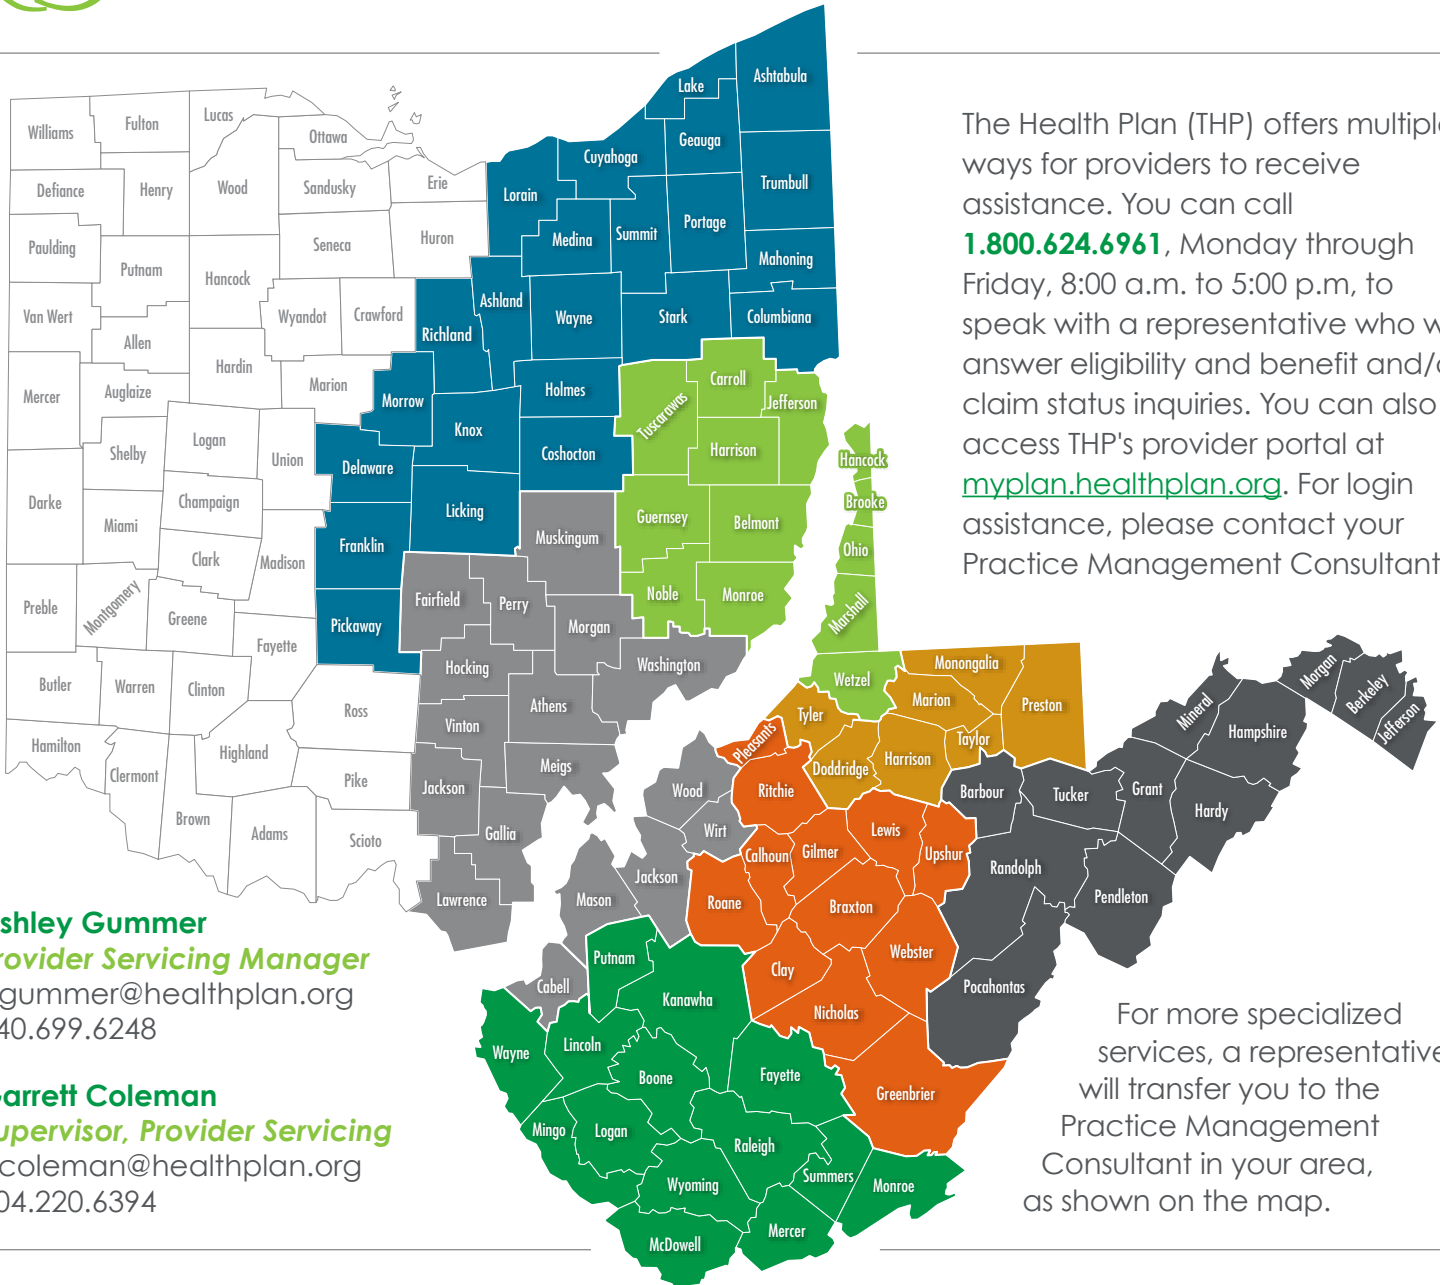 The Health Plan (THP) offers multiple
ways for providers to receive
assistance. You can call
1.800.624.6961, Monday through
Friday, 8:00 a.m. to 5:00 p.m, to
speak with a representative who w
answer eligibility and benefit and/o
claim status inquiries. You can also
access THP's provider portal at
myplan.healthplan.org. For login
assistance, please contact your
Practice Management Consultant
Williams
Fulton
Lucas
Ottawa
Defiance
Henry
Wood
Sandusky
Erie
Paulding
Putnam
Hancock
Seneca
Huron
Van Wert
Allen
Wyandot
Crawford
Mercer
Auglaize
Hardin
Marion
Shelby
Logan
Union
Darke
Miami
Champaign
Clark
Madison
Preble
Montgomery
Greene
Fayette
Butler
Warren
Clinton
Ross
Hamilton
Clermont
Highland
Pike
Brown
Adams
Scioto
Lake
Ashtabula
Geauga
Cuyahoga
Trumbull
Lorain
Medina
Summit
Portage
Mahoning
Ashland
Richland
Wayne
Stark
Columbiana
Morrow
Holmes
Knox
Coshocton
Delaware
Licking
Franklin
Pickaway
Carroll
Tuscarawas
Jefferson
Harrison
Guernsey
Belmont
Noble
Monroe
Hancock
Brooke
Ohio
Marshall
Wetzel
Muskingum
Fairfield
Perry
Morgan
Hocking
Washington
Athens
Vinton
Meigs
Jackson
Gallia
Lawrence
Wood
Wirt
Jackson
Mason
Cabell
Monongalia
Marion
Preston
Tyler
Taylor
Harrison
Doddridge
Pleasants
Ritchie
Lewis
Calhoun
Gilmer
Upshur
Roane
Braxton
Webster
Clay
Nicholas
Greenbrier
Morgan
Berkeley
Jefferson
Mineral
Hampshire
Grant
Hardy
Barbour
Tucker
Randolph
Pendleton
Pocahontas
Putnam
Kanawha
Wayne
Lincoln
Boone
Fayette
Mingo
Logan
Raleigh
Wyoming
Summers
Monroe
McDowell
Mercer
shley Gummer
rovider Servicing Manager
gummer@healthplan.org
40.699.6248
arrett Coleman
upervisor, Provider Servicing
coleman@healthplan.org
04.220.6394
For more specialized
services, a representative
will transfer you to the
Practice Management
Consultant in your area,
as shown on the map.